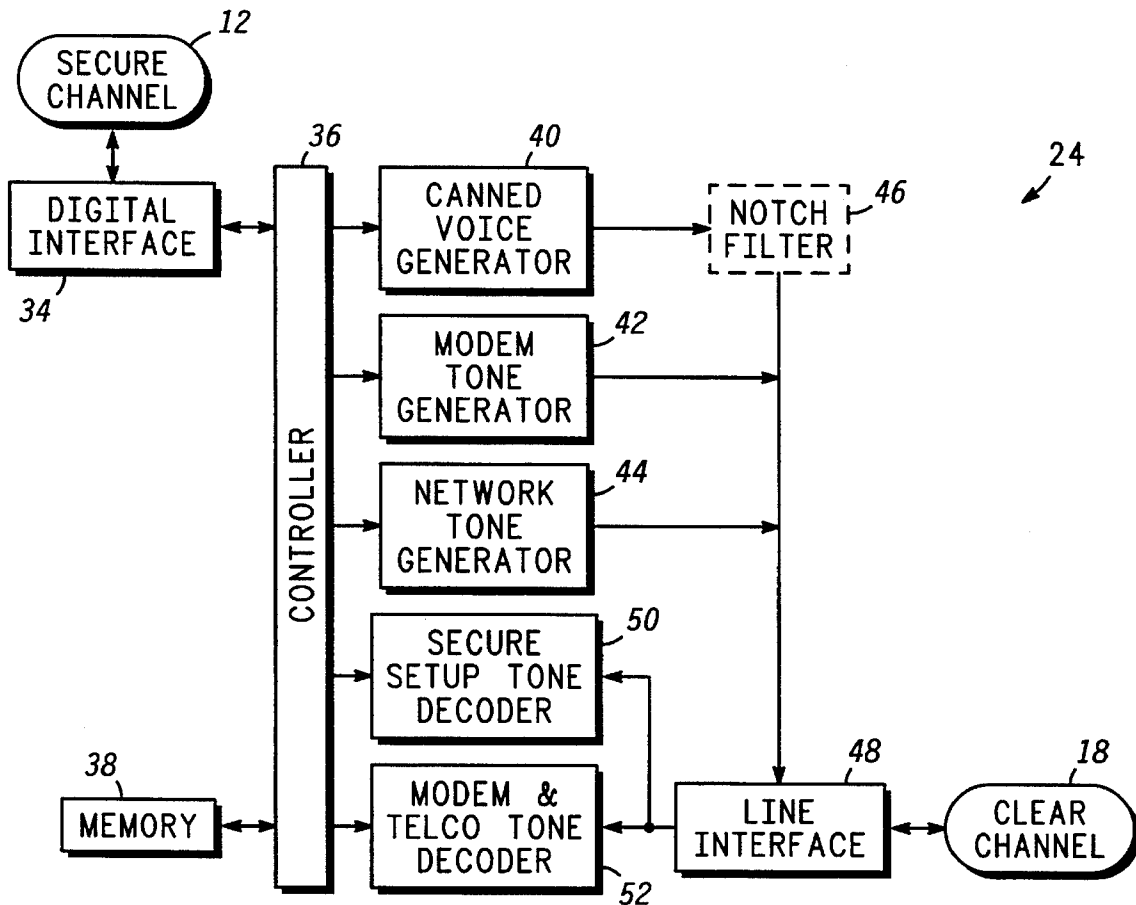 12
SECURE
CHANNEL
36
40
24
DIGITAL
INTERFACE
34
CANNED
VOICE
GENERATOR
NOTCH
FILTER
46
42
MODEM
TONE
GENERATOR
CONTROLLER
44
NETWORK
TONE
GENERATOR
50
SECURE
SETUP TONE
DECODER
38
MEMORY
MODEM &
TELCO TONE
DECODER
52
48
LINE
INTERFACE
18
CLEAR
CHANNEL